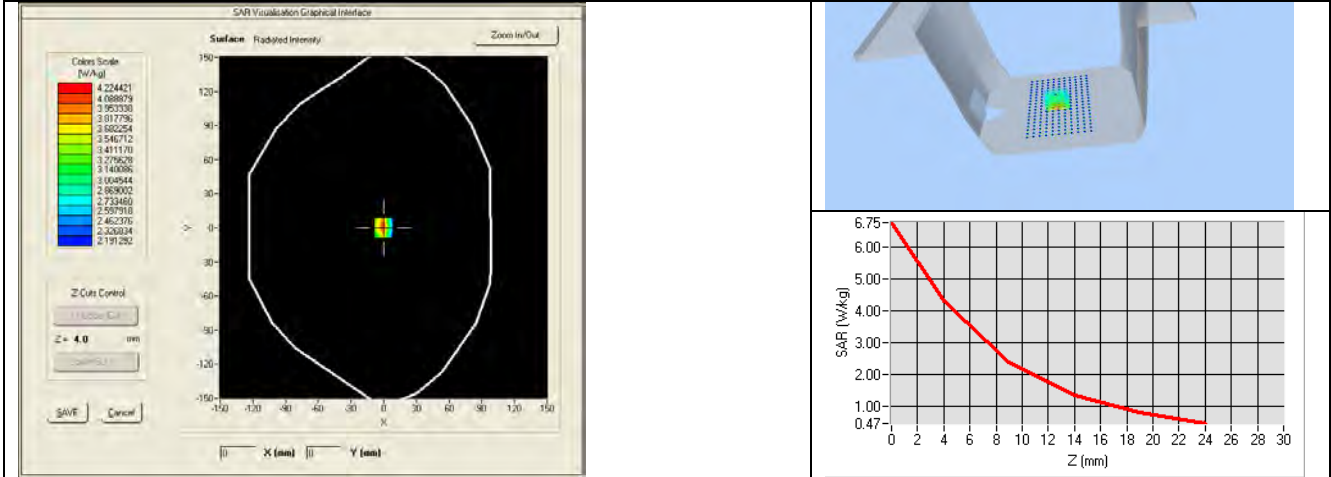 SAR Visualisation Graphical Interface
Surface Radiated Intensity
Zoom In/Out
Colors Scale
[W/kg]
4.224421
4.088879
3.953338
3.817796
3.682254
3.546712
3.411170
3.275628
3.140086
3.004544
2.869002
2.733460
2.597918
2.462376
2.326834
2.191292
150
120
90
60
30
0
-30
-60
-90
-120
-150
Y
-150 -120 -90 -60 -30 0 30 60 90 120 150
X
Z Cuts Control
Z = 4.0 mm
SAVE Cancel
0 X (mm) 0 Y (mm)
6.75
6.00
5.00
4.00
3.00
2.00
1.00
0.47
SAR (W/kg)
0 2 4 6 8 10 12 14 16 18 20 22 24 26 28 30
Z (mm)